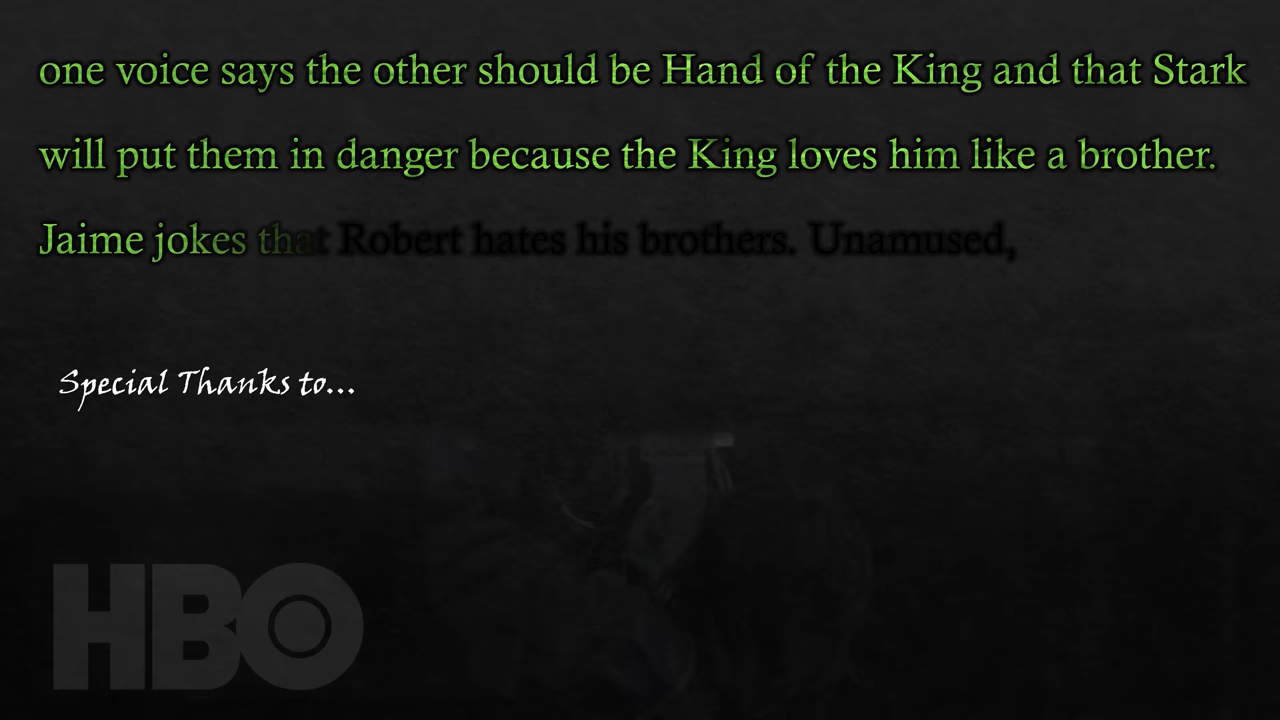 one voice says the other should be Hand of the King and that Stark
will put them in danger because the King loves him like a brother.
Jaime jokes that Robert hates his brothers. Unamused,
Special Thanks to...
HBO